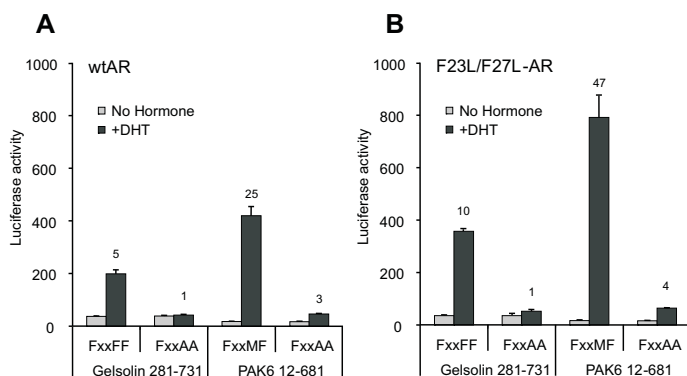 A
wtAR
1000
800
600
400
200
0
Luciferase activity
No Hormone
+DHT
5
1
25
3
FxxFF FxxAA FxxMF FxxAA
Gelsolin 281-731 PAK6 12-681
B
F23L/F27L-AR
1000
800
600
400
200
0
Luciferase activity
No Hormone
+DHT
10
1
47
4
FxxFF FxxAA FxxMF FxxAA
Gelsolin 281-731 PAK6 12-681